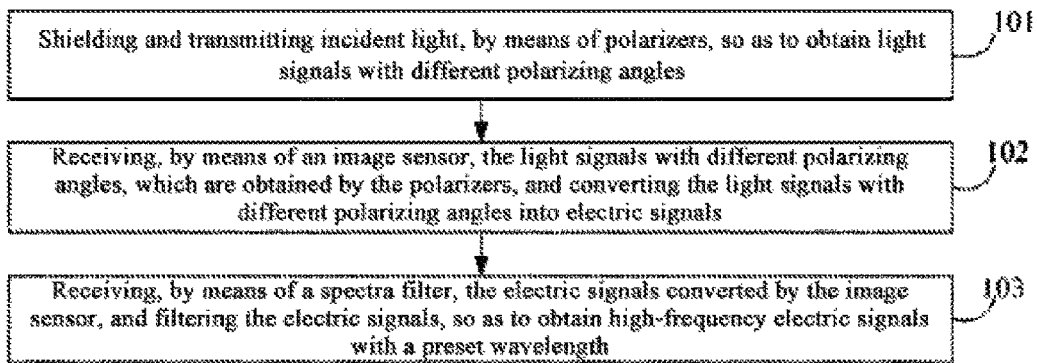 Shielding and transmitting incident light, by means of polarizers, so as to obtain light
signals with different polarizing angles
101
Receiving, by means of an image sensor, the light signals with different polarizing
angles, which are obtained by the polarizers, and converting the light signals with
different polarizing angles into electric signals
102
Receiving, by means of a spectra filter, the electric signals converted by the image
sensor, and filtering the electric signals, so as to obtain high-frequency electric signals
with a preset wavelength
103